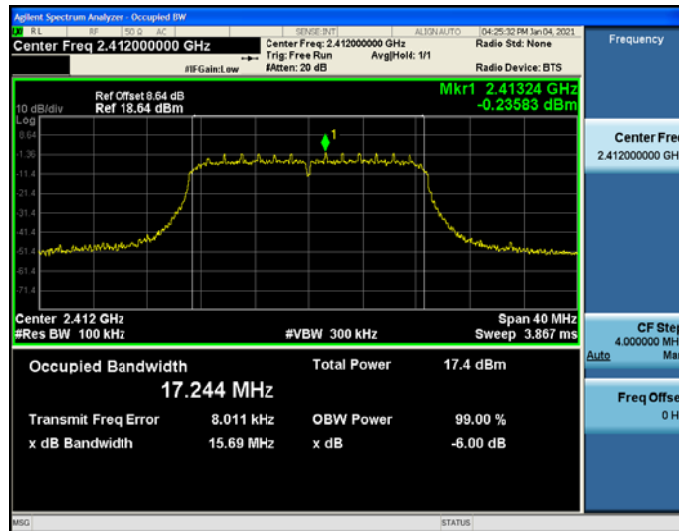 Agilent Spectrum Analyzer - Occupied BW
RL RF 50 Ω AC SENSE:INT ALIGN AUTO 04:25:32 PM Jan 04, 2021
Center Freq 2.412000000 GHz Center Freq: 2.412000000 GHz Radio Std: None
Trig: Free Run Avg|Hold: 1/1
#IFGain:Low #Atten: 20 dB Radio Device: BTS
Frequency
Ref Offset 8.64 dB Mkr1 2.41324 GHz
10 dB/div Ref 18.64 dBm -0.23583 dBm
Log
8.64
1
-1.36
-11.4
-21.4
-31.4
-41.4
-51.4
-61.4
-71.4
Center Fre
2.412000000 GH
Center 2.412 GHz Span 40 MHz
#Res BW 100 kHz #VBW 300 kHz Sweep 3.867 ms
CF Step
4.000000 MH
Auto Ma
Occupied Bandwidth Total Power 17.4 dBm
17.244 MHz
Transmit Freq Error 8.011 kHz OBW Power 99.00 %
x dB Bandwidth 15.69 MHz x dB -6.00 dB
Freq Offse
0 H
MSG STATUS